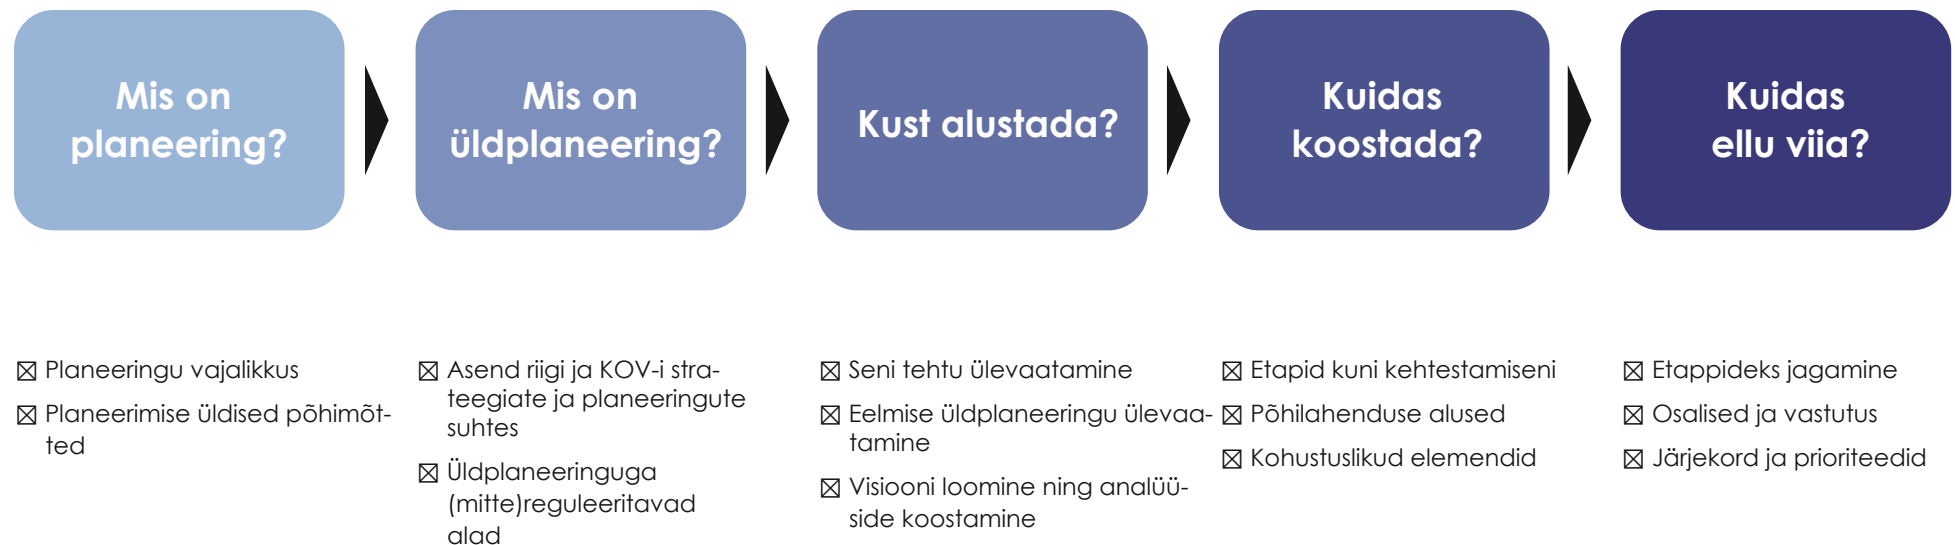 Mis on
planeering?
Mis on
üldplaneering?
Kust alustada?
Kuidas
koostada?
Kuidas
ellu viia?
☒ Planeeringu vajalikkus
☒ Planeerimise üldised põhimõt-
ted
☒ Asend riigi ja KOV-i stra-
teegiate ja planeeringute
suhtes
☒ Üldplaneeringuga
(mitte)reguleeritavad
alad
☒ Seni tehtu ülevaatamine
☒ Eelmise üldplaneeringu ülevaa-
tamine
☒ Visiooni loomine ning analüü-
side koostamine
☒ Etapid kuni kehtestamiseni
☒ Põhilahenduse alused
☒ Kohustuslikud elemendid
☒ Etappideks jagamine
☒ Osalised ja vastutus
☒ Järjekord ja prioriteedid